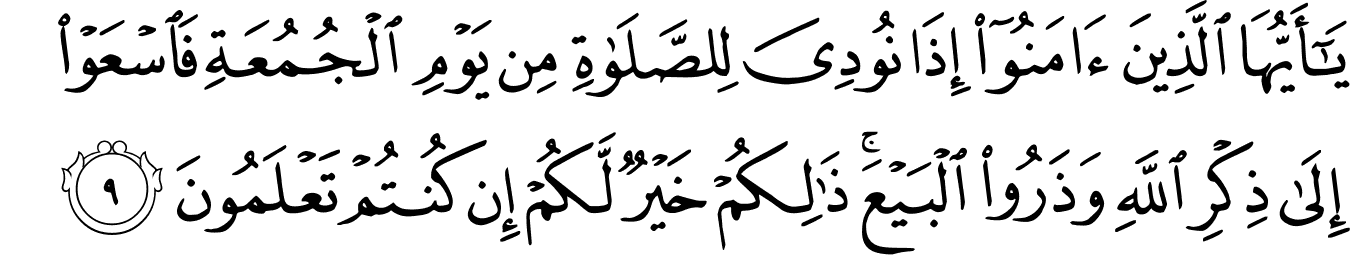 يَـٰٓأَيُّهَا ٱلَّذِينَ ءَامَنُوٓا۟ إِذَا نُودِىَ لِلصَّلَوٰةِ مِن يَوْمِ ٱلْجُمُعَةِ فَٱسْعَوْا۟
إِلَىٰ ذِكْرِ ٱللَّهِ وَذَرُوا۟ ٱلْبَيْعَ ۚ ذَٰلِكُمْ خَيْرٌ لَّكُمْ إِن كُنتُمْ تَعْلَمُونَ ٩